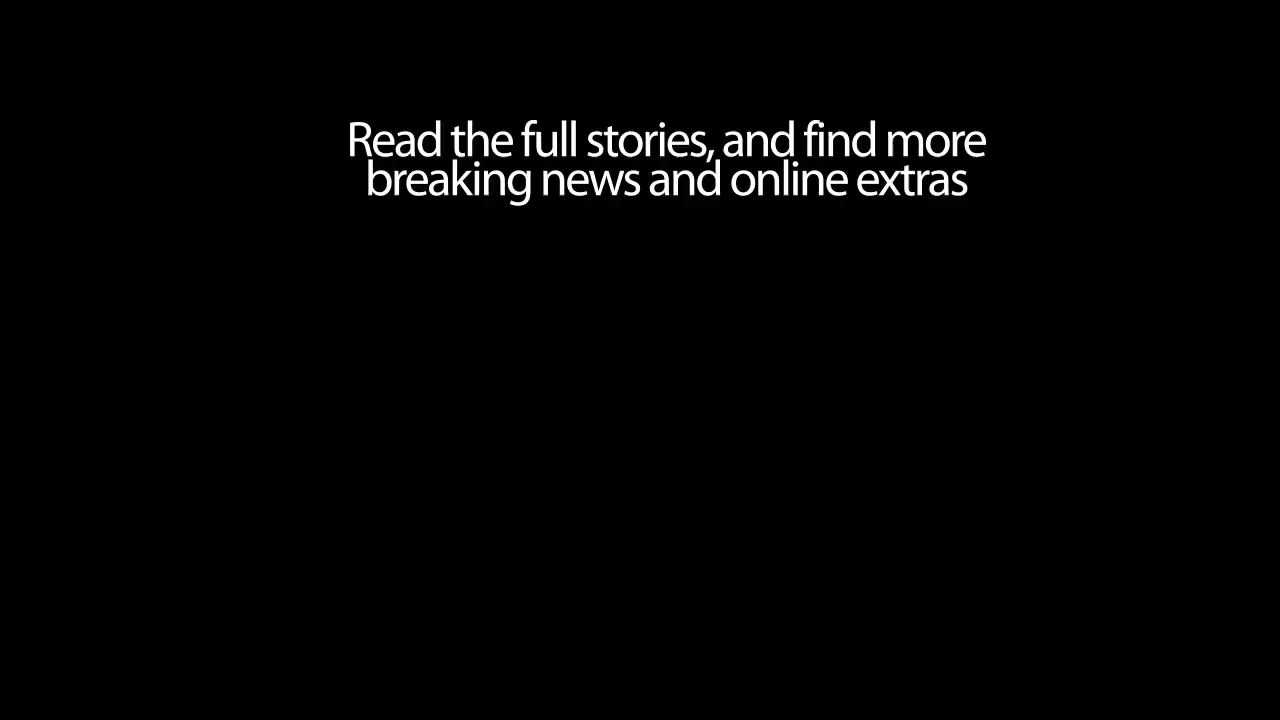 Read the full stories, and find more
breaking news and online extras